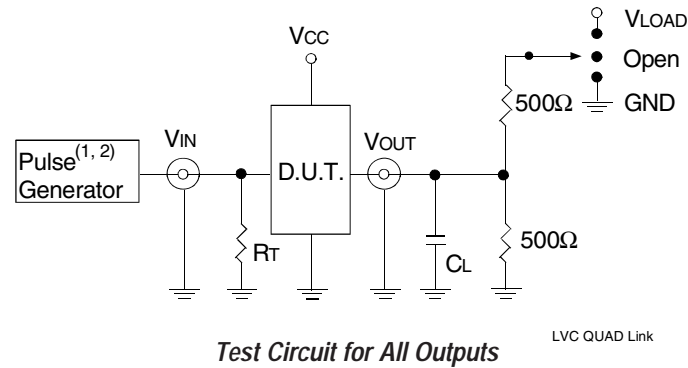 VLOAD
VCC
Open
500Ω
GND
VIN
VOUT
Pulse(1, 2)
Generator
D.U.T.
RT
CL
500Ω
LVC QUAD Link
Test Circuit for All Outputs